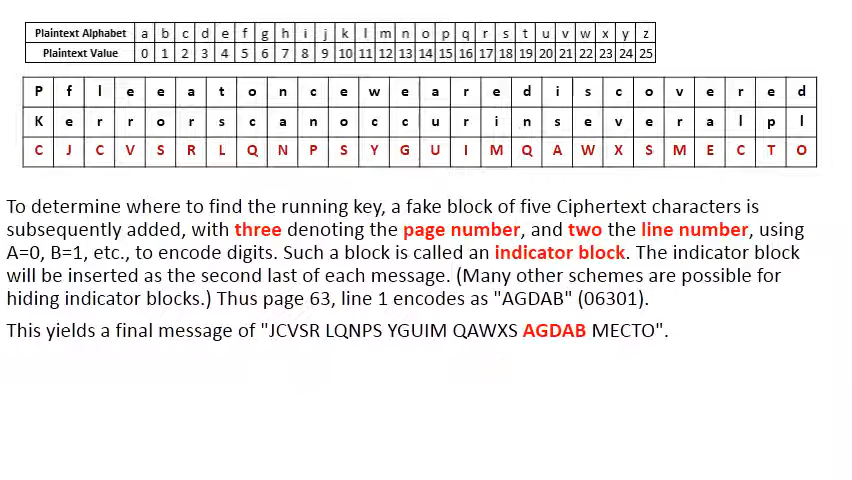 Plaintext Alphabet a b c d e f g h i j k l m n o p q r s t u v w x y z
Plaintext Value 0 1 2 3 4 5 6 7 8 9 10 11 12 13 14 15 16 17 18 19 20 21 22 23 24 25
P f l e e a t o n c e w e a r e d i s c o v e r e d
K e r r o r s c a n o c c u r i n s e v e r a l p l
C J C V S R L Q N P S Y G U I M Q A W X S M E C T O
To determine where to find the running key, a fake block of five Ciphertext characters is
subsequently added, with three denoting the page number, and two the line number, using
A=0, B=1, etc., to encode digits. Such a block is called an indicator block. The indicator block
will be inserted as the second last of each message. (Many other schemes are possible for
hiding indicator blocks.) Thus page 63, line 1 encodes as "AGDAB" (06301).
This yields a final message of "JCVSR LQNPS YGUIM QAWXS AGDAB MECTO".